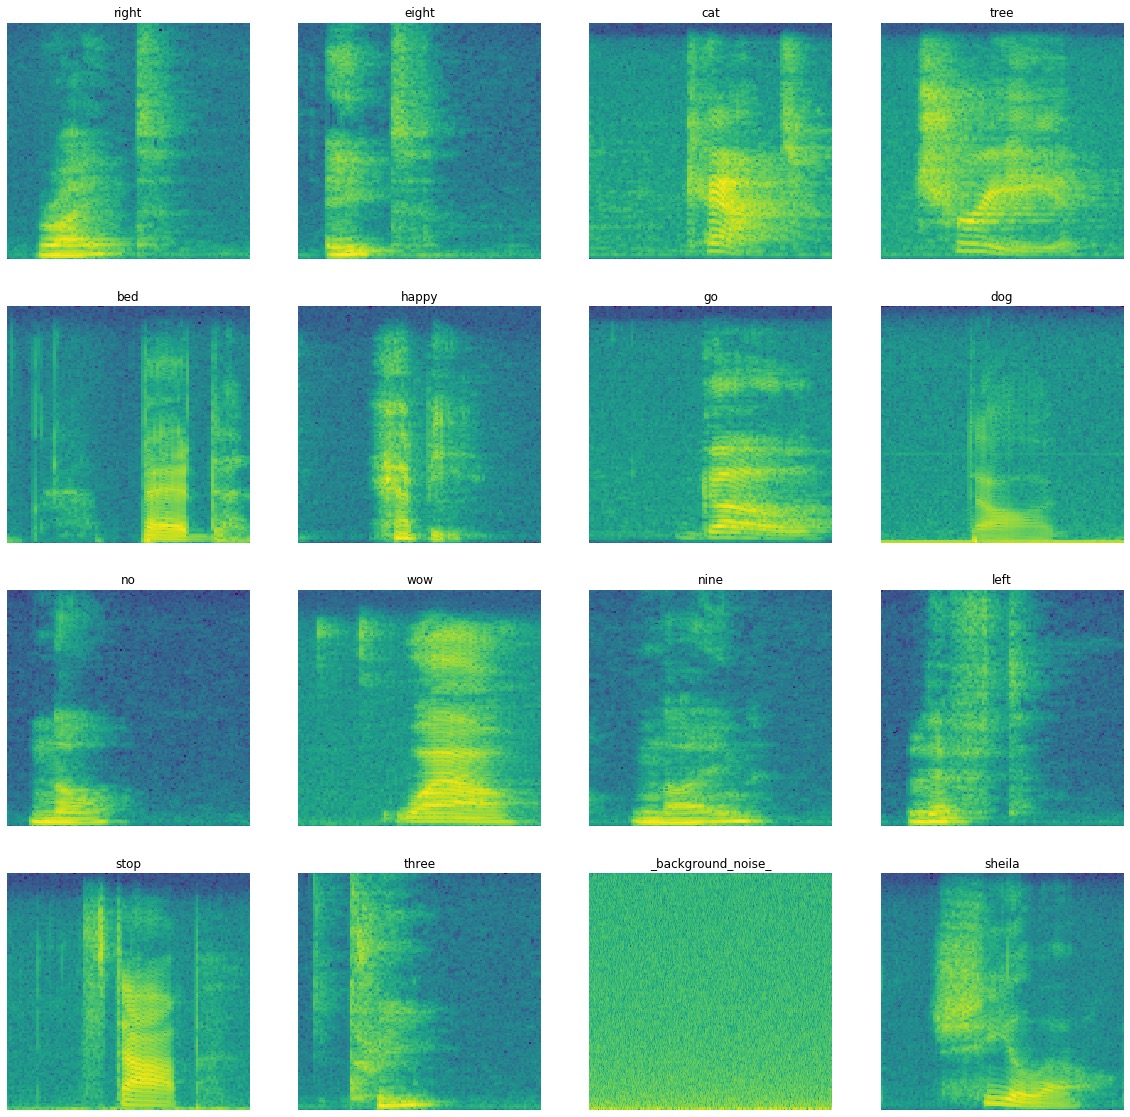 right
eight
cat
tree
bed
happy
go
dog
no
wow
nine
left
stop
three
_background_noise_
sheila